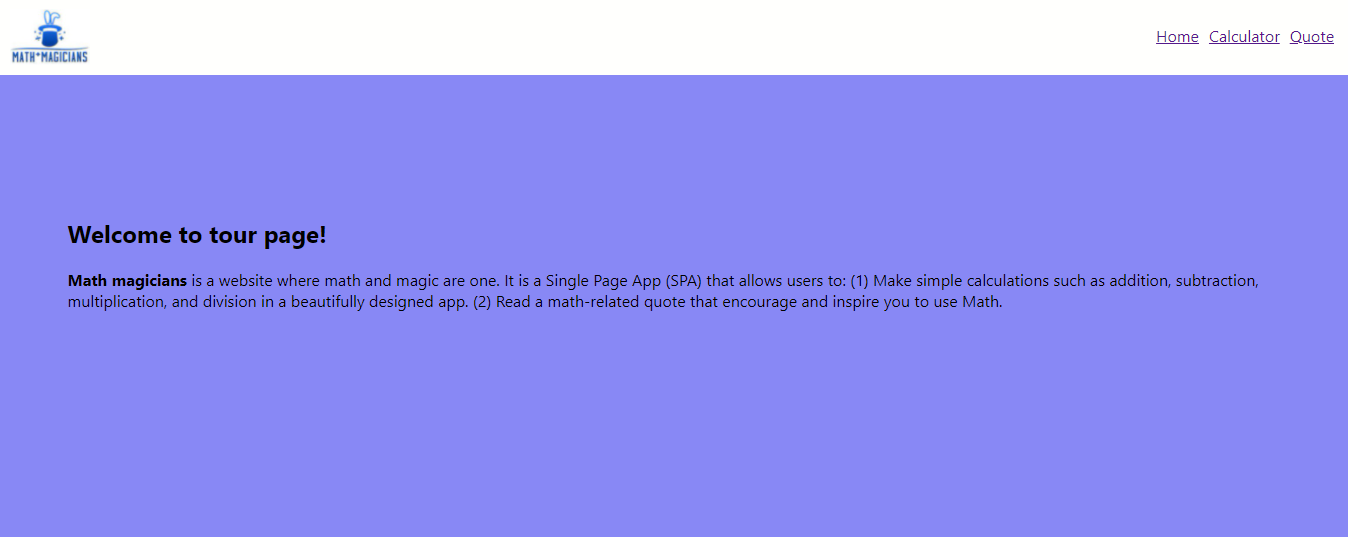 MATH*MAGICIANS
Home Calculator Quote
Welcome to tour page!
Math magicians is a website where math and magic are one. It is a Single Page App (SPA) that allows users to: (1) Make simple calculations such as addition, subtraction,
multiplication, and division in a beautifully designed app. (2) Read a math-related quote that encourage and inspire you to use Math.